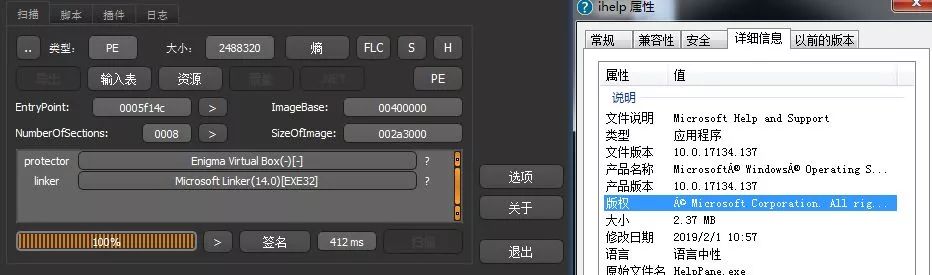 扫描 脚本 插件 日志
.. 类型: PE 大小: 2488320 熵 FLC S H
导出 输入表 资源 .NET PE
EntryPoint: 0005f14c > ImageBase: 00400000
NumberOfSections: 0008 > SizeOfImage: 002a3000
protector Enigma Virtual Box(-)[-] ?
linker Microsoft Linker(14.0)[EXE32] ?
选项
关于
100% > 签名 412 ms 扫描
退出
ihelp 属性
常规 兼容性 安全 详细信息 以前的版本
属性 值
说明
文件说明 Microsoft Help and Support
类型 应用程序
文件版本 10.0.17134.137
产品名称 MicrosoftÂ® WindowsÂ® Operating S...
产品版本 10.0.17134.137
版权 Â© Microsoft Corporation. All rig...
大小 2.37 MB
修改日期 2019/2/1 10:57
语言 语言中性
原始文件名 HelpPane.exe